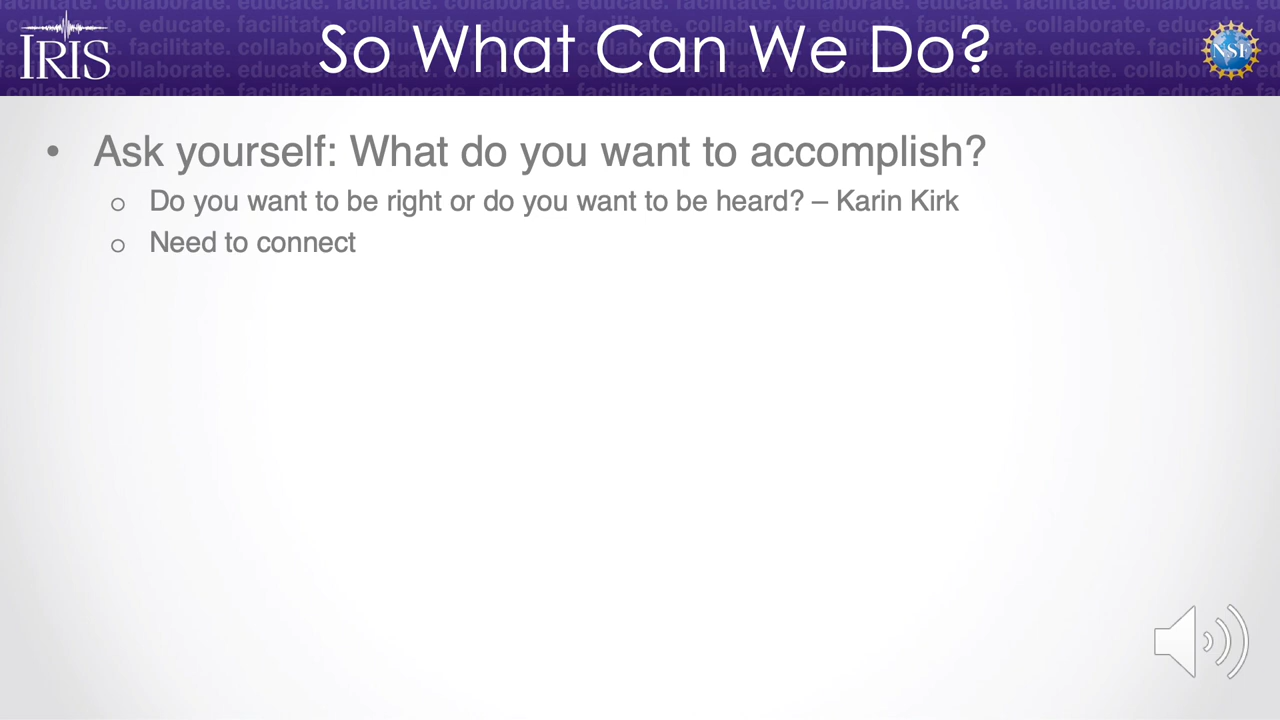 IRIS
So What Can We Do?
NSF
• Ask yourself: What do you want to accomplish?
o Do you want to be right or do you want to be heard? – Karin Kirk
o Need to connect